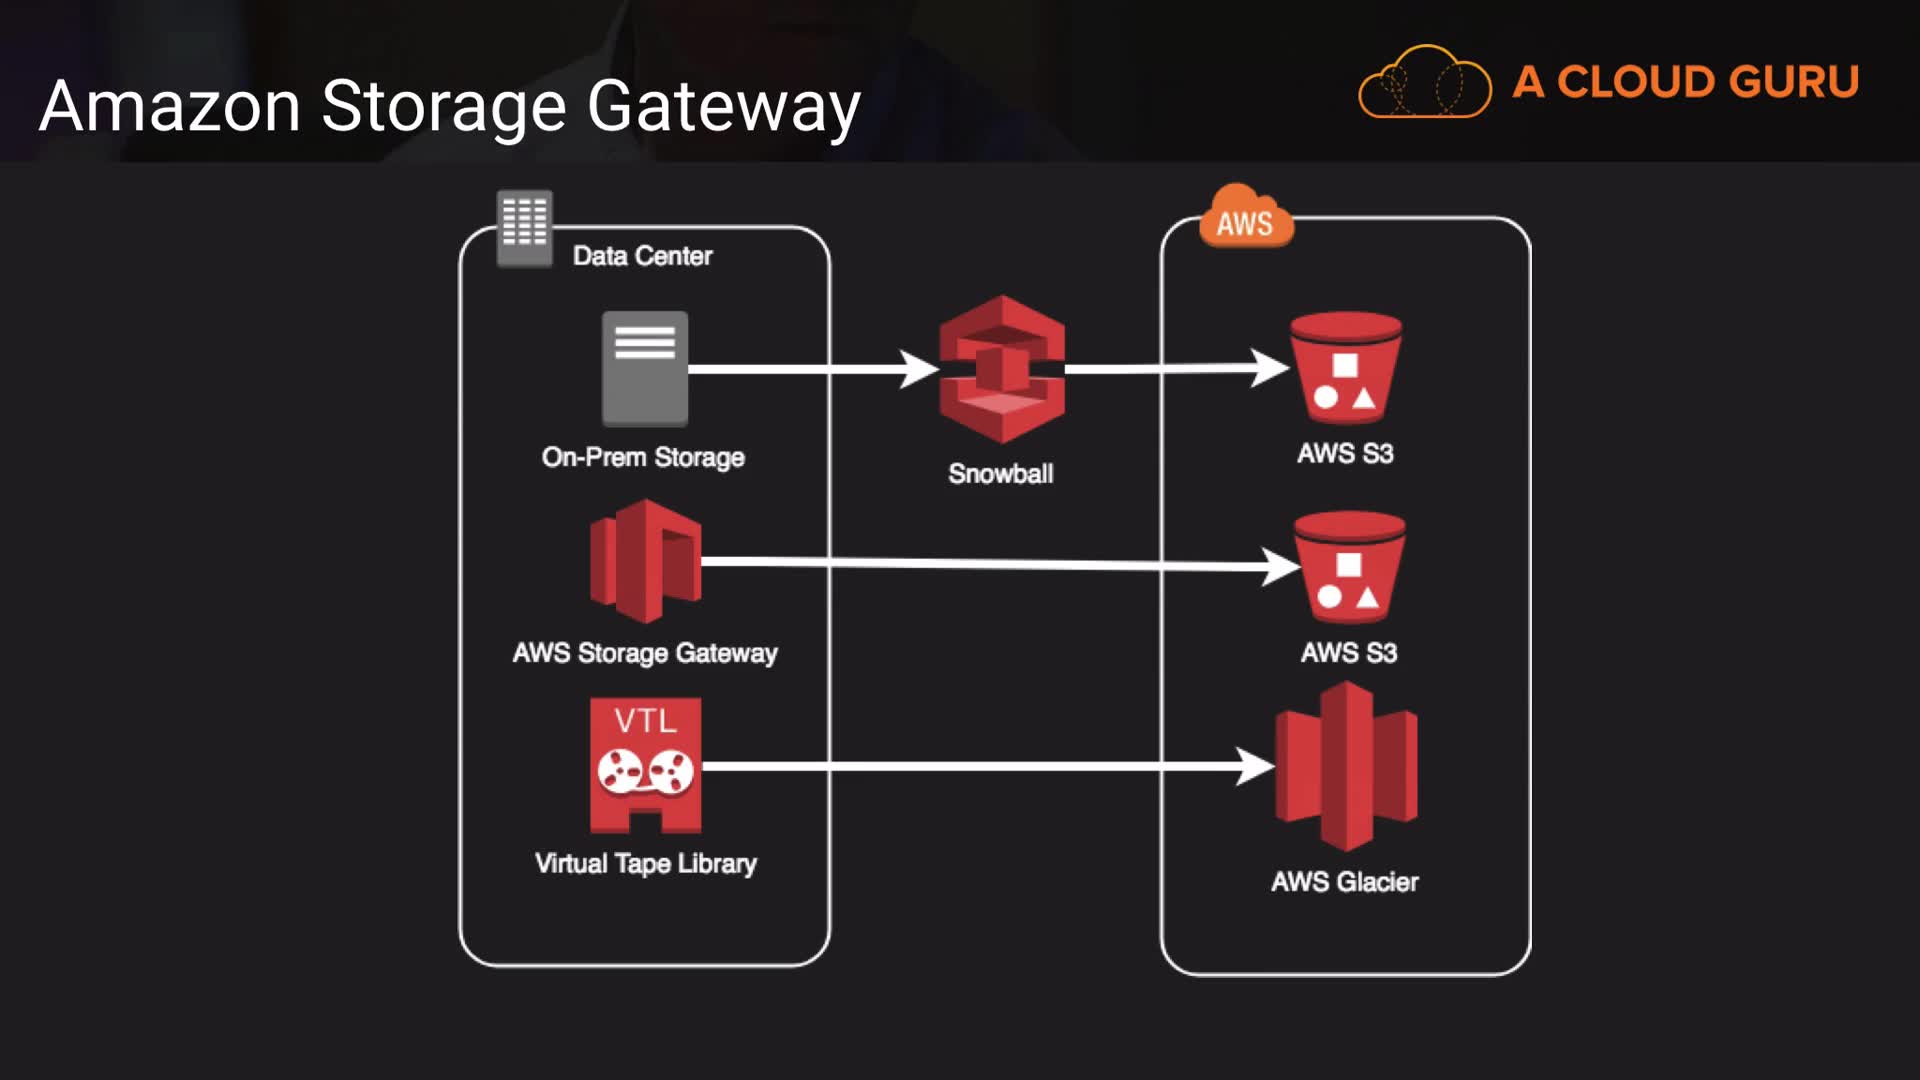 Amazon Storage Gateway
A CLOUD GURU
Data Center
AWS
On-Prem Storage
Snowball
AWS S3
AWS Storage Gateway
AWS S3
VTL
Virtual Tape Library
AWS Glacier